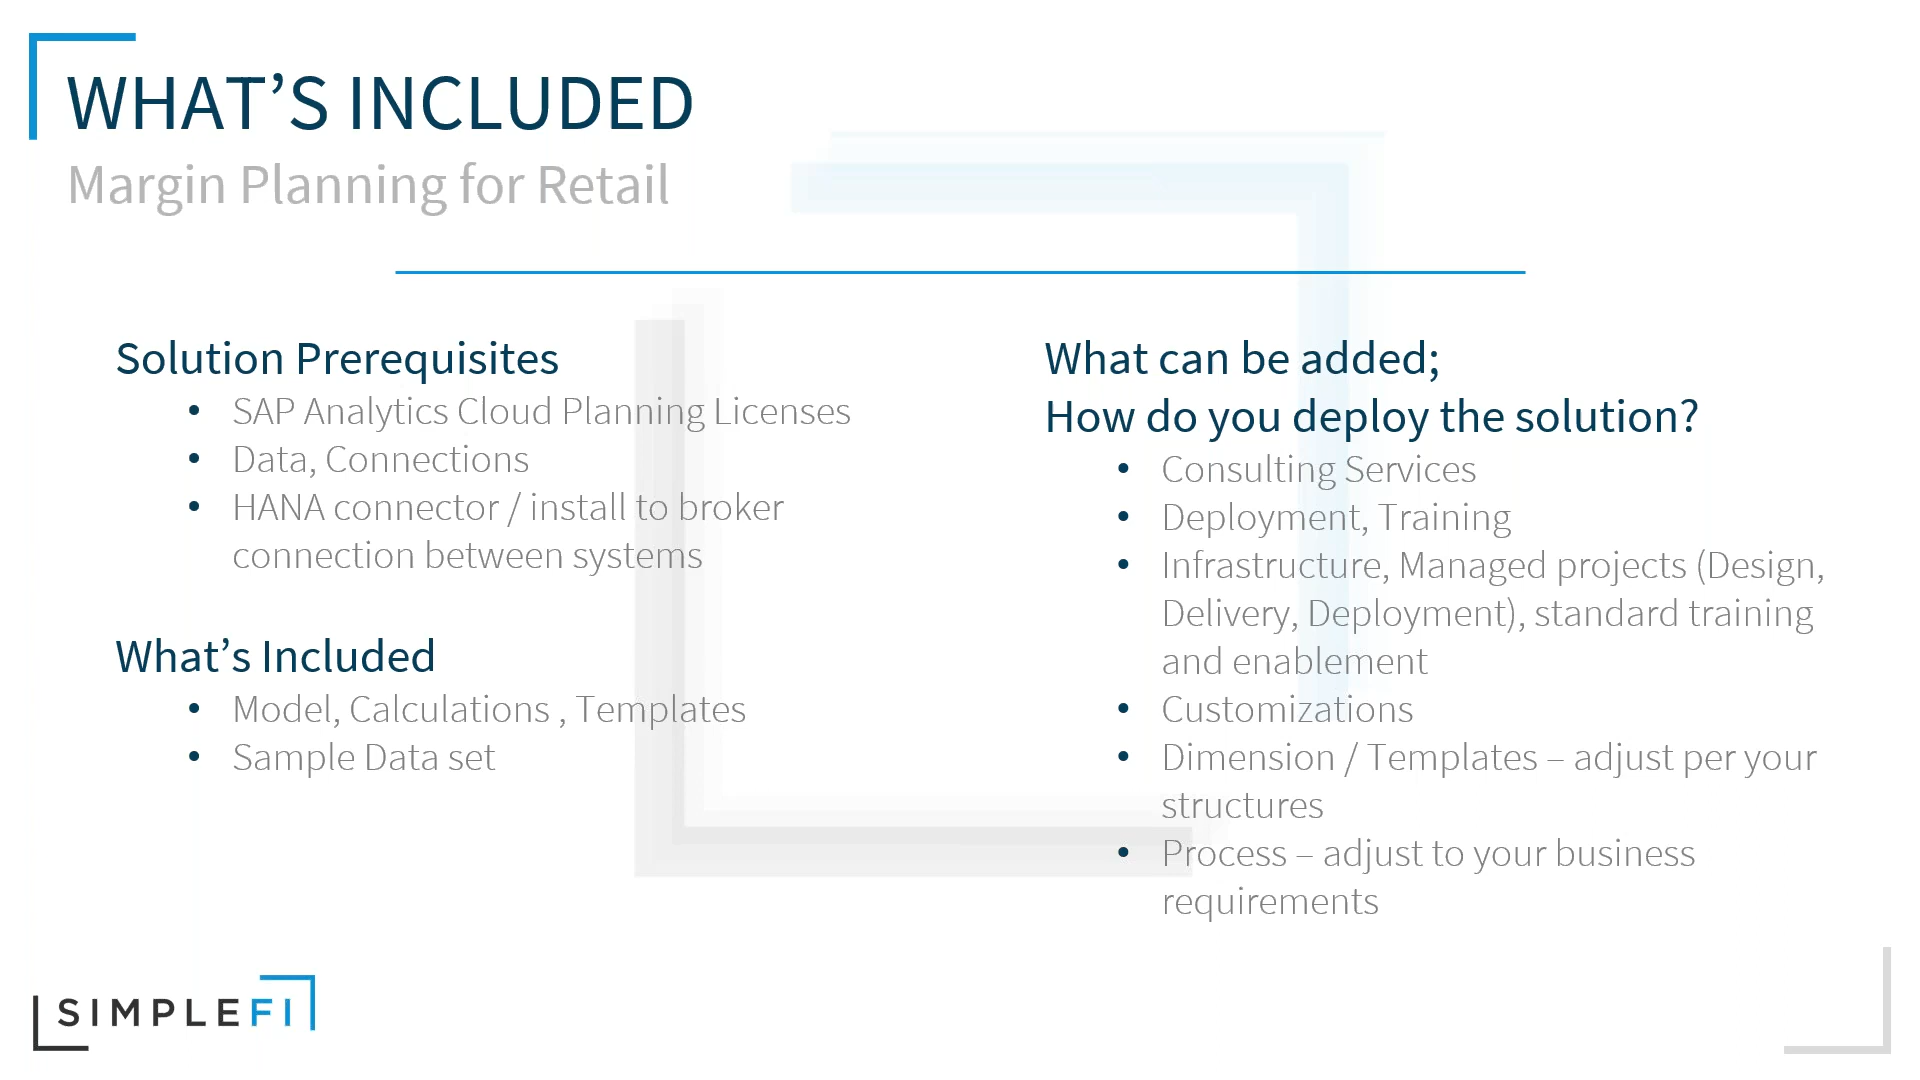 WHAT’S INCLUDED
Margin Planning for Retail
Solution Prerequisites
• SAP Analytics Cloud Planning Licenses
• Data, Connections
• HANA connector / install to broker
connection between systems
What’s Included
• Model, Calculations , Templates
• Sample Data set
What can be added;
How do you deploy the solution?
• Consulting Services
• Deployment, Training
• Infrastructure, Managed projects (Design,
Delivery, Deployment), standard training
and enablement
• Customizations
• Dimension / Templates – adjust per your
structures
• Process – adjust to your business
requirements
SIMPLEFI